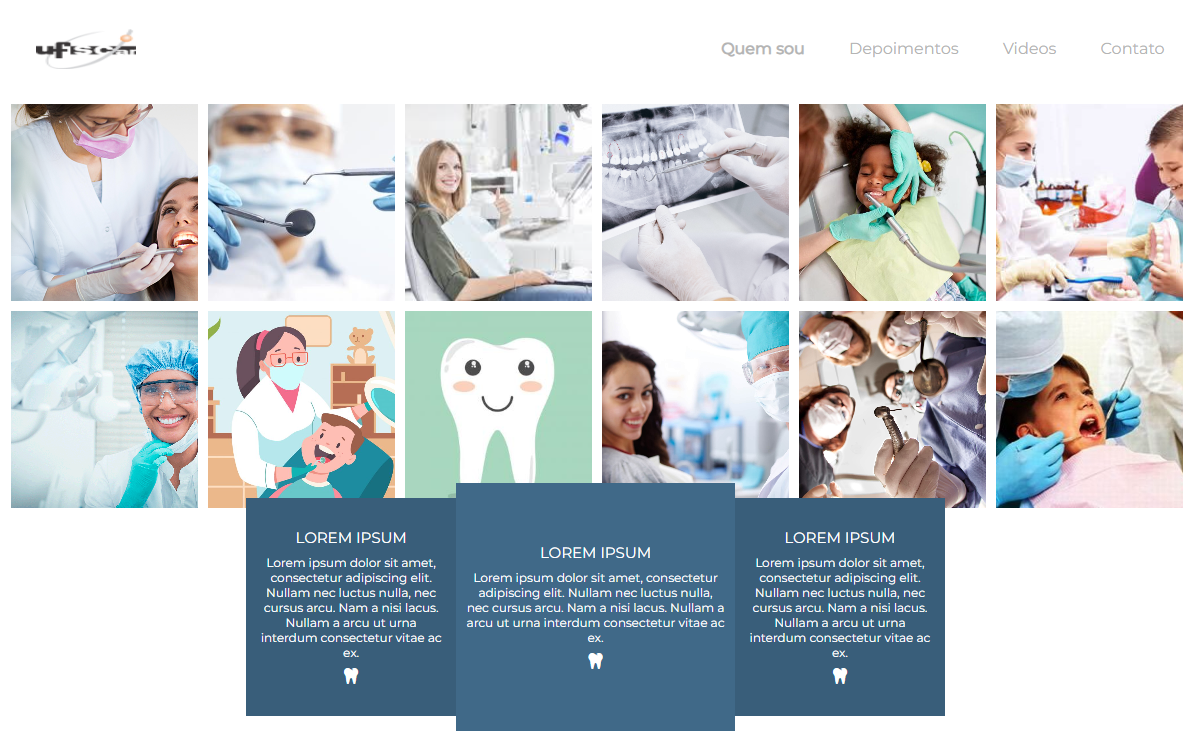 ufscar
Quem sou
Depoimentos
Videos
Contato
LOREM IPSUM
Lorem ipsum dolor sit amet,
consectetur adipiscing elit.
Nullam nec luctus nulla, nec
cursus arcu. Nam a nisi lacus.
Nullam a arcu ut urna
interdum consectetur vitae ac
ex.
LOREM IPSUM
Lorem ipsum dolor sit amet, consectetur
adipiscing elit. Nullam nec luctus nulla,
nec cursus arcu. Nam a nisi lacus. Nullam a
arcu ut urna interdum consectetur vitae ac
ex.
LOREM IPSUM
Lorem ipsum dolor sit amet,
consectetur adipiscing elit.
Nullam nec luctus nulla, nec
cursus arcu. Nam a nisi lacus.
Nullam a arcu ut urna
interdum consectetur vitae ac
ex.